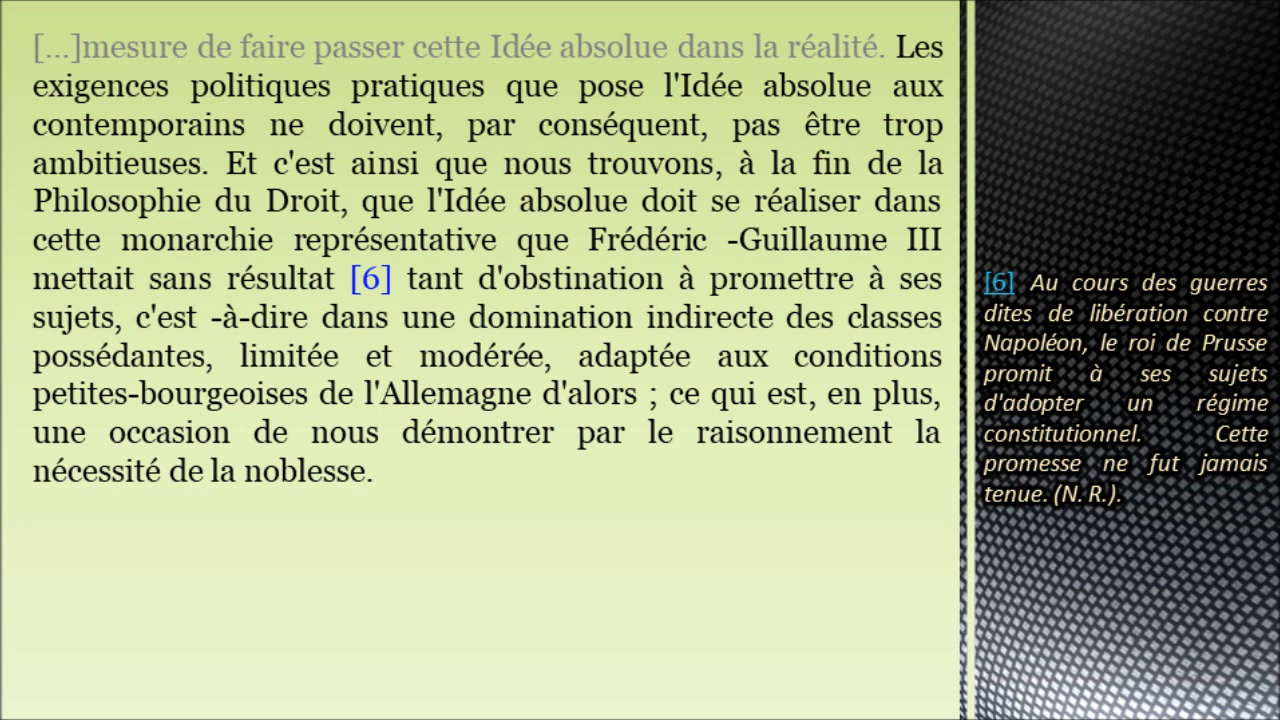 [...]mesure de faire passer cette Idée absolue dans la réalité. Les
exigences politiques pratiques que pose l'Idée absolue aux
contemporains ne doivent, par conséquent, pas être trop
ambitieuses. Et c'est ainsi que nous trouvons, à la fin de la
Philosophie du Droit, que l'Idée absolue doit se réaliser dans
cette monarchie représentative que Frédéric -Guillaume III
mettait sans résultat [6] tant d'obstination à promettre à ses
sujets, c'est -à-dire dans une domination indirecte des classes
possédantes, limitée et modérée, adaptée aux conditions
petites-bourgeoises de l'Allemagne d'alors ; ce qui est, en plus,
une occasion de nous démontrer par le raisonnement la
nécessité de la noblesse.
[6] Au cours des guerres
dites de libération contre
Napoléon, le roi de Prusse
promit à ses sujets
d'adopter un régime
constitutionnel. Cette
promesse ne fut jamais
tenue. (N. R.).